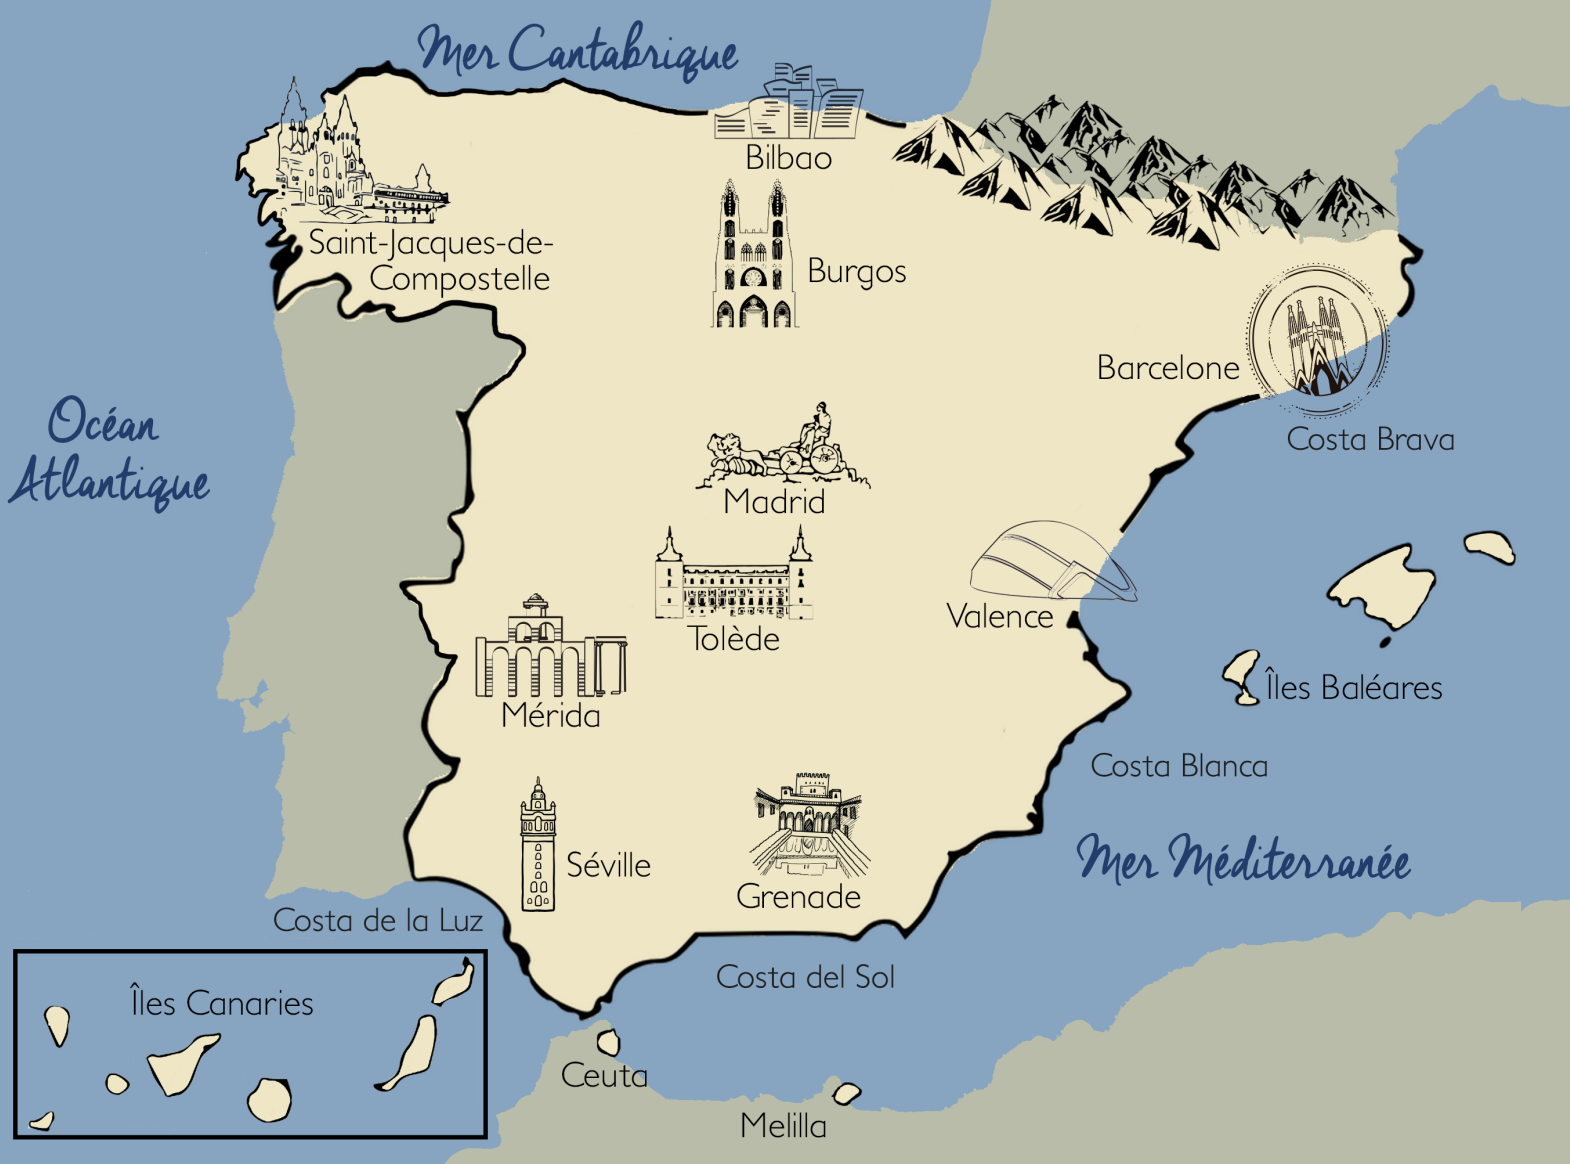 Mer Cantabrique
Bilbao
Saint-Jacques-de-
Compostelle
Burgos
Barcelone
Océan
Atlantique
Costa Brava
Madrid
Valence
Tolède
Îles Baléares
Mérida
Costa Blanca
Séville
Mer Méditerranée
Grenade
Costa de la Luz
Costa del Sol
Îles Canaries
Ceuta
Melilla